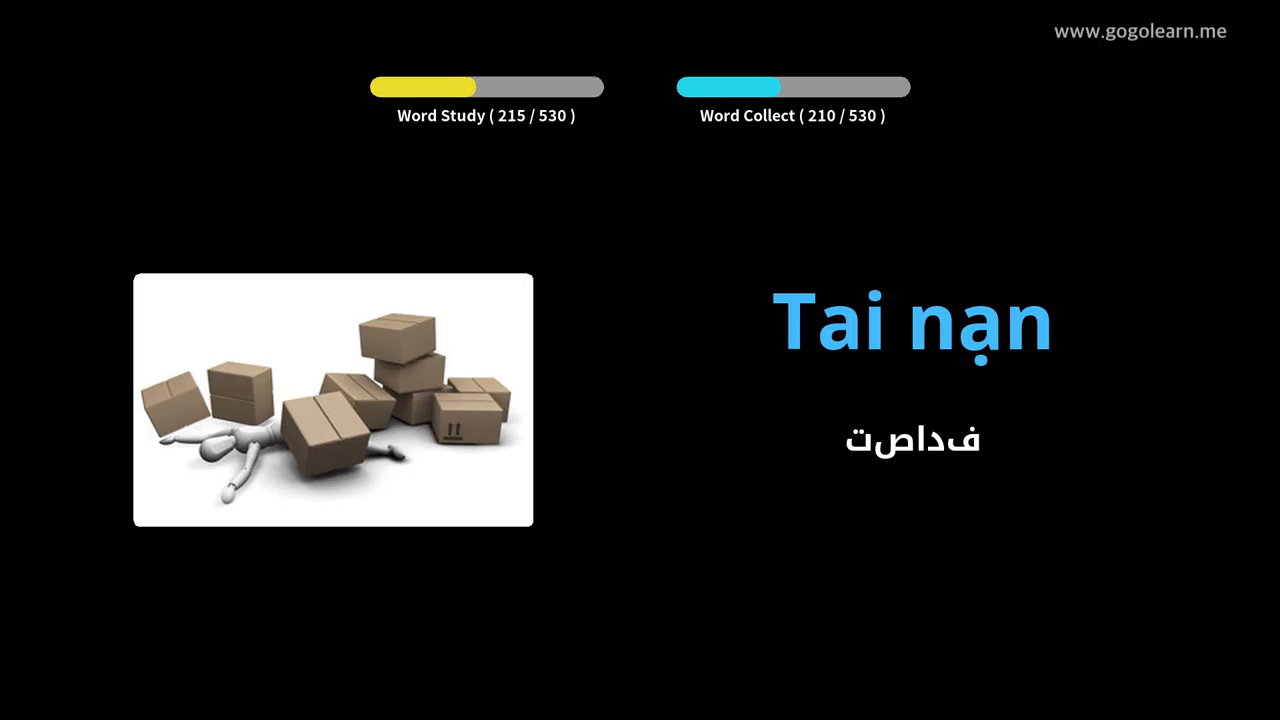 www.gogolearn.me
Word Study ( 215 / 530 )
Word Collect ( 210 / 530 )
Tai nạn
فداصت